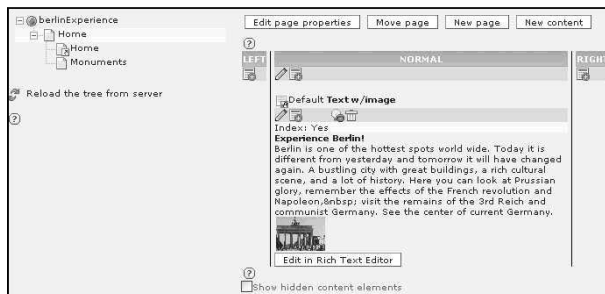 berlinExperience
Home
Home
Monuments
Reload the tree from server
Edit page properties
Move page
New page
New content
LEFT
NORMAL
RIGHT
Default Text w/image
Index: Yes
Experience Berlin!
Berlin is one of the hottest spots world wide. Today it is
different from yesterday and tomorrow it will have changed
again. A bustling city with great buildings, a rich cultural
scene, and a lot of history. Here you can look at Prussian
glory, remember the effects of the French revolution and
Napoleon,&nbsp; visit the remains of the 3rd Reich and
communist Germany. See the center of current Germany.
Edit in Rich Text Editor
Show hidden content elements